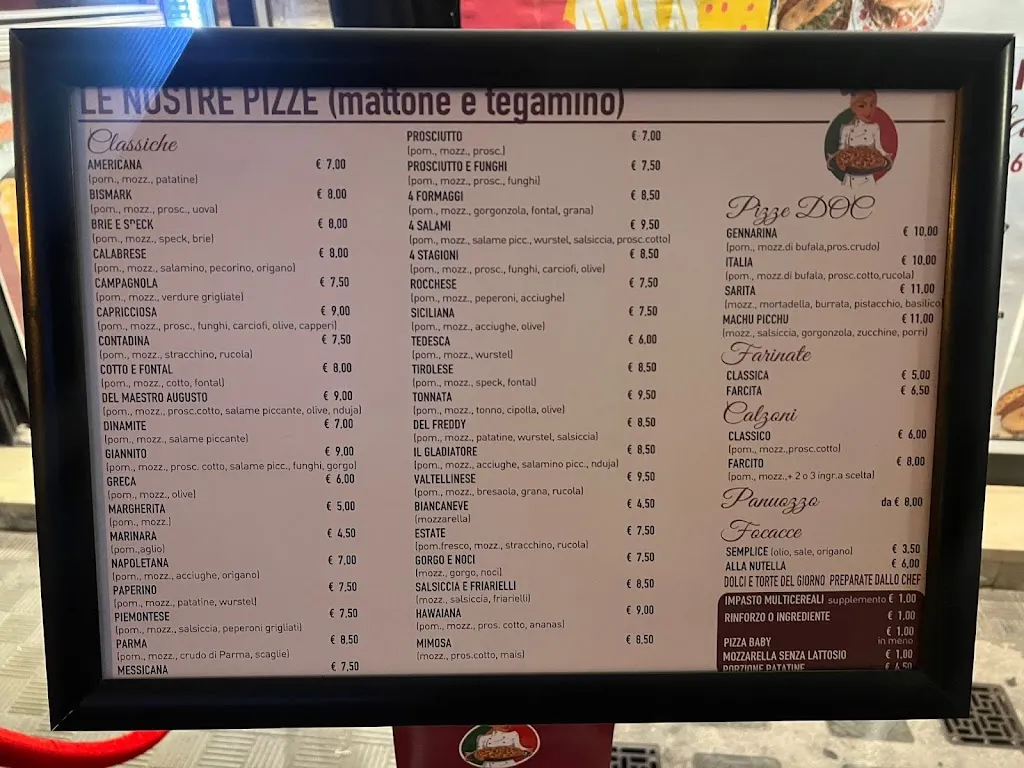 LE NOSTRE PIZZE (mattone e tegamino)
Classiche
AMERICANA € 7,00
(pom., mozz., patatine)
BISMARK € 8,00
(pom., mozz., prosc., uova)
BRIE E SPECK € 8,00
(pom., mozz., speck, brie)
CALABRESE € 8,00
(pom., mozz., salamino, pecorino, origano)
CAMPAGNOLA € 7,50
(pom., mozz., verdure grigliate)
CAPRICCIOSA € 9,00
(pom., mozz., prosc., funghi, carciofi, olive, capperi)
CONTADINA € 7,50
(pom., mozz., stracchino, rucola)
COTTO E FONTAL € 8,00
(pom., mozz., cotto, fontal)
DEL MAESTRO AUGUSTO € 9,00
(pom., mozz., prosc.cotto, salame piccante, olive, nduja)
DINAMITE € 7,00
(pom., mozz., salame piccante)
GIANNITO € 9,00
(pom., mozz., prosc. cotto, salame picc., funghi, gorgo)
GRECA € 6,00
(pom., mozz., olive)
MARGHERITA € 5,00
(pom., mozz.)
MARINARA € 4,50
(pom.,aglio)
NAPOLETANA € 7,00
(pom., mozz., acciughe, origano)
PAPERINO € 7,50
(pom., mozz., patatine, wurstel)
PIEMONTESE € 7,50
(pom., mozz., salsiccia, peperoni grigliati)
PARMA € 8,50
(pom., mozz., crudo di Parma, scaglie)
MESSICANA € 7,50
PROSCIUTTO € 7,00
(pom., mozz., prosc.)
PROSCIUTTO E FUNGHI € 7,50
(pom., mozz., prosc., funghi)
4 FORMAGGI € 8,50
(pom., mozz., gorgonzola, fontal, grana)
4 SALAMI € 9,50
(pom., mozz., salame picc., wurstel, salsiccia, prosc.cotto)
4 STAGIONI € 8,50
(pom., mozz., prosc., funghi, carciofi, olive)
ROCCHESE € 7,50
(pom., mozz., peperoni, acciughe)
SICILIANA € 7,50
(pom., mozz., acciughe, olive)
TEDESCA € 6,00
(pom., mozz., wurstel)
TIROLESE € 8,50
(pom., mozz., speck, fontal)
TONNATA € 9,50
(pom., mozz., tonno, cipolla, olive)
DEL FREDDY € 8,50
(pom., mozz., patatine, wurstel, salsiccia)
IL GLADIATORE € 8,50
(pom., mozz., acciughe, salamino picc., nduja)
VALTELLINESE € 9,50
(pom., mozz., bresaola, grana, rucola)
BIANCANEVE € 4,50
(mozzarella)
ESTATE € 7,50
(pom.fresco, mozz., stracchino, rucola)
GORGO E NOCI € 7,50
(mozz., gorgo, noci)
SALSICCIA E FRIARIELLI € 8,50
(mozz., salsiccia, friarielli)
HAWAIANA € 9,00
(pom., mozz., pros. cotto, ananas)
MIMOSA € 8,50
(mozz., pros.cotto, mais)
Pizze DOC
GENNARINA € 10,00
(pom., mozz.di bufala,pros.crudo)
ITALIA € 10,00
(pom., mozz.di bufala, prosc.cotto,rucola)
SARITA € 11,00
(mozz., mortadella, burrata, pistacchio, basilico)
MACHU PICCHU € 11,00
(mozz., salsiccia, gorgonzola, zucchine, porri)
Farinate
CLASSICA € 5,00
FARCITA € 6,50
Calzoni
CLASSICO € 6,00
(pom., mozz.,prosc.cotto)
FARCITO € 8,00
(pom., mozz.,+ 2 o 3 ingr.a scelta)
Panuozzo da € 8,00
Focacce
SEMPLICE (olio, sale, origano) € 3,50
ALLA NUTELLA € 6,00
DOLCI E TORTE DEL GIORNO PREPARATE DALLO CHEF
IMPASTO MULTICEREALI supplemento € 1,00
RINFORZO O INGREDIENTE € 1,00
PIZZA BABY € 1,00 in meno
MOZZARELLA SENZA LATTOSIO € 1,00
PORZIONE PATATINE € 4,50